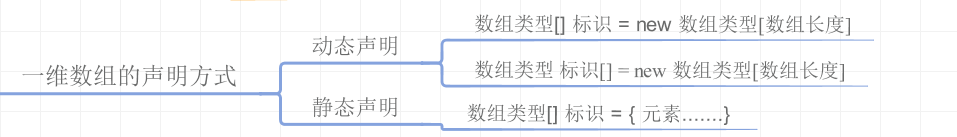 数组类型[] 标识 = new 数组类型[数组长度]
动态声明
数组类型 标识[] = new 数组类型[数组长度]
一维数组的声明方式
静态声明
数组类型[] 标识 = { 元素.......}